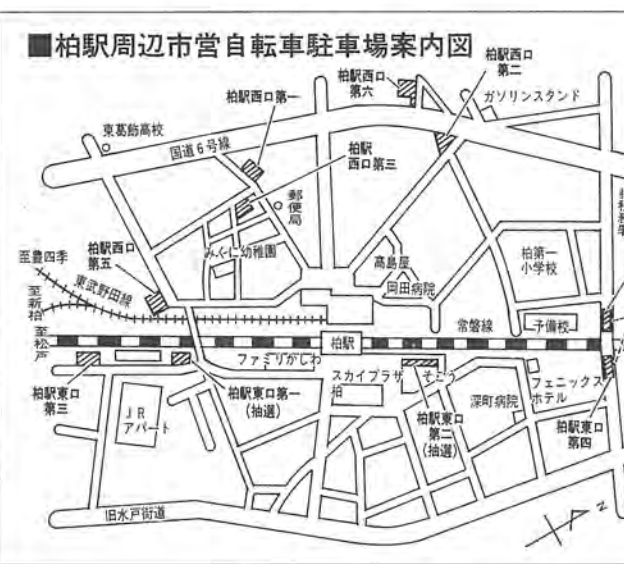 ■柏駅周辺市営自転車駐車場案内図
柏駅西口
第二
柏駅西口
第六
ガソリンスタンド
柏駅西口第一
東葛飾高校
国道6号線
柏駅
西口第三
郵便局
柏駅西口
第五
みくに幼稚園
髙島屋
岡田病院
柏第一
小学校
至豊四季
東武野田線
至新柏
至松戸
常磐線
予備校
柏駅
ファミリかしわ
スカイプラザ
柏
そごう
フェニックス
ホテル
柏駅東口
第三
柏駅東口第一
(抽選)
柏駅東口
第二
(抽選)
深町病院
柏駅東口
第四
JR
アパート
旧水戸街道
N